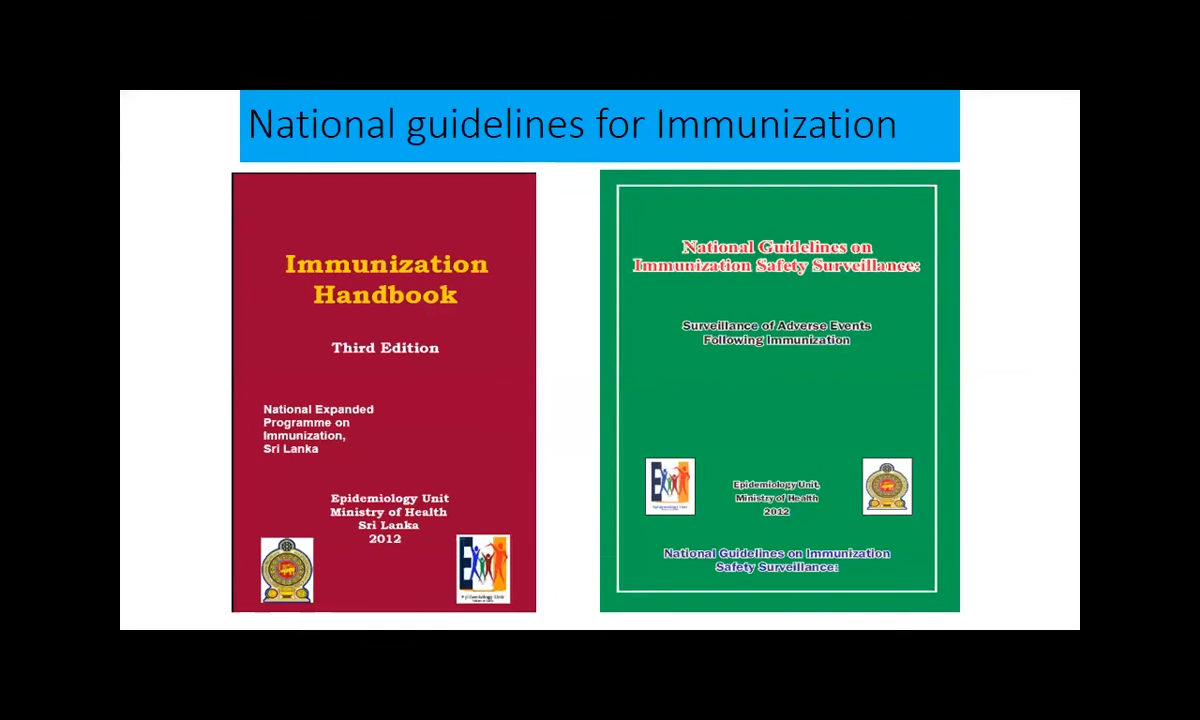 National guidelines for Immunization
Immunization
Handbook
Third Edition
National Expanded
Programme on
Immunization,
Sri Lanka
Epidemiology Unit
Ministry of Health
Sri Lanka
2012
Epidemiology Unit
National Guidelines on
Immunization Safety Surveillance:
Surveillance of Adverse Events
Following Immunization
Epidemiology Unit,
Ministry of Health
2012
National Guidelines on Immunization
Safety Surveillance: